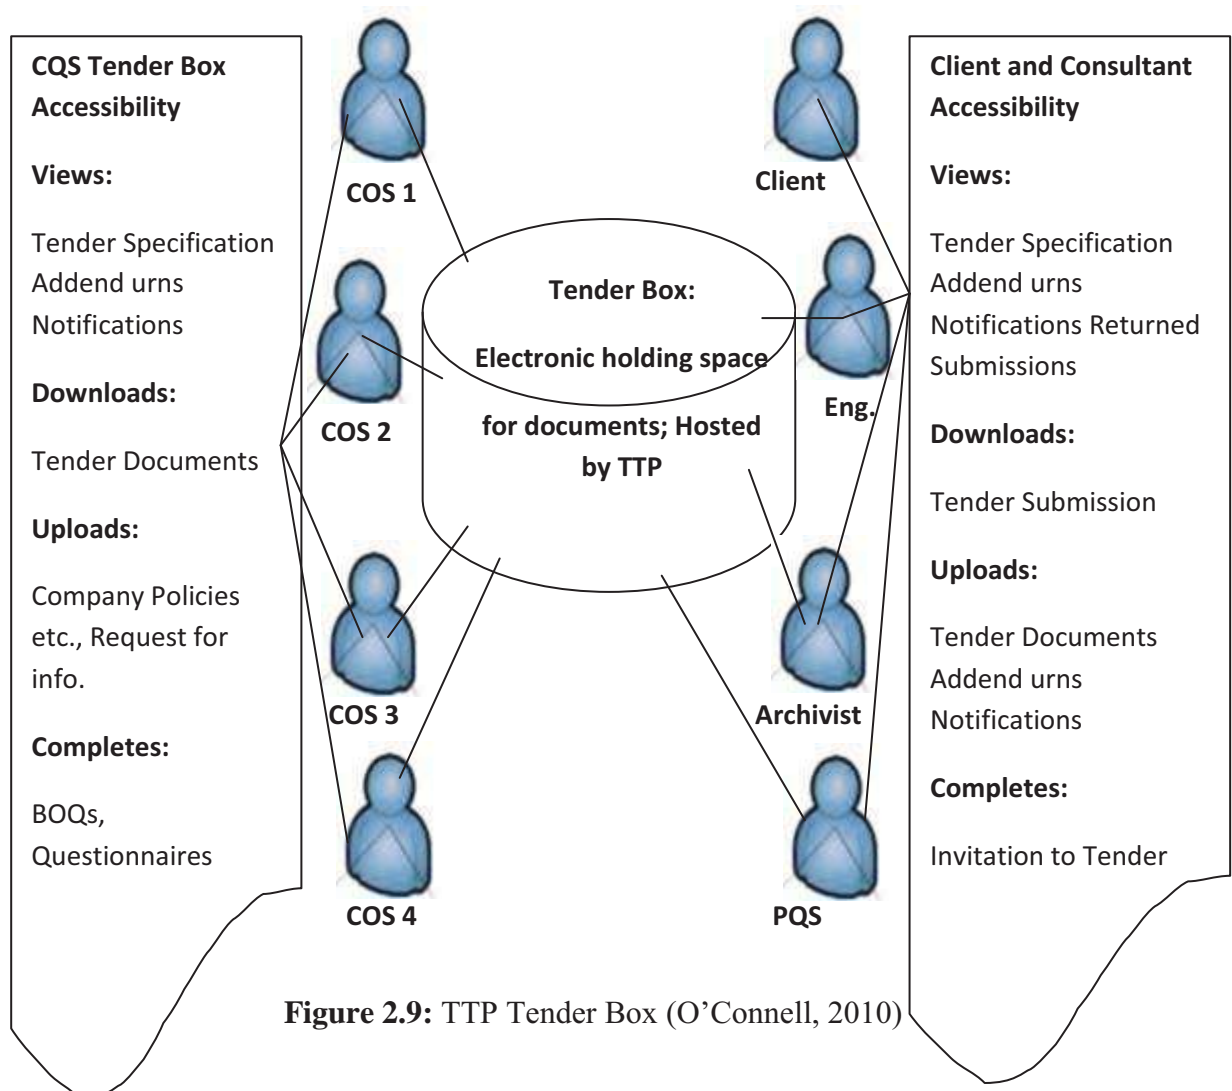 CQS Tender Box
Accessibility
Views:
Tender Specification
Addend urns
Notifications
Downloads:
Tender Documents
Uploads:
Company Policies
etc., Request for
info.
Completes:
BOQs,
Questionnaires
COS 1
COS 2
COS 3
COS 4
Tender Box:
Electronic holding space
for documents; Hosted
by TTP
Client
Eng.
Archivist
PQS
Client and Consultant
Accessibility
Views:
Tender Specification
Addend urns
Notifications Returned
Submissions
Downloads:
Tender Submission
Uploads:
Tender Documents
Addend urns
Notifications
Completes:
Invitation to Tender
Figure 2.9: TTP Tender Box (O’Connell, 2010)